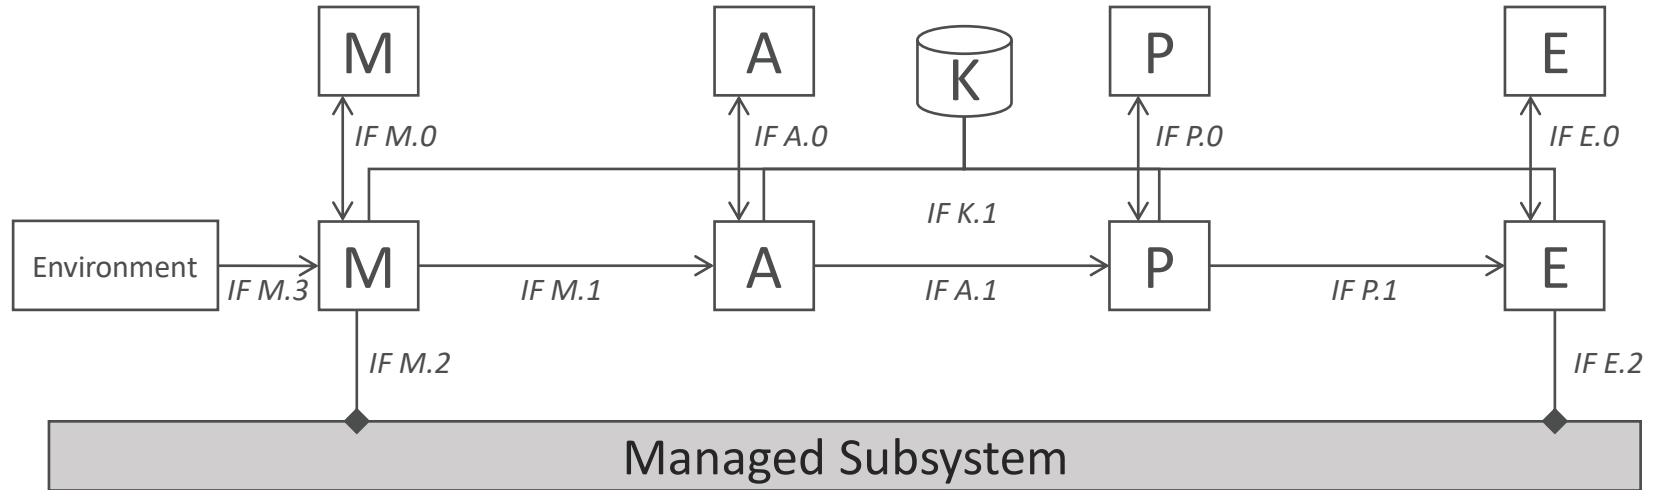 M
A
K
P
E
IF M.0
IF A.0
IF P.0
IF E.0
IF K.1
Environment
M
A
P
E
IF M.3
IF M.1
IF A.1
IF P.1
IF M.2
IF E.2
Managed Subsystem